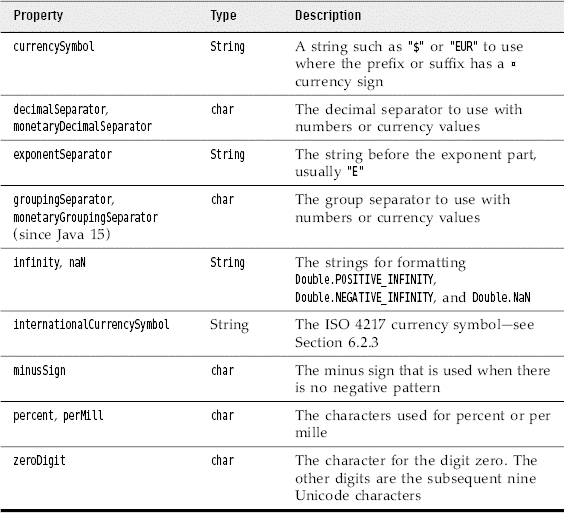 Property Type Description
currencySymbol String A string such as "$" or "EUR" to use
where the prefix or suffix has a ¤
currency sign
decimalSeparator, char The decimal separator to use with
monetaryDecimalSeparator numbers or currency values
exponentSeparator String The string before the exponent part,
usually "E"
groupingSeparator, char The group separator to use with
monetaryGroupingSeparator numbers or currency values
(since Java 15)
infinity, naN String The strings for formatting
Double.POSITIVE_INFINITY,
Double.NEGATIVE_INFINITY, and Double.NaN
internationalCurrencySymbol String The ISO 4217 currency symbol—see
Section 6.2.3
minusSign char The minus sign that is used when there
is no negative pattern
percent, perMill char The characters used for percent or per
mille
zeroDigit char The character for the digit zero. The
other digits are the subsequent nine
Unicode characters